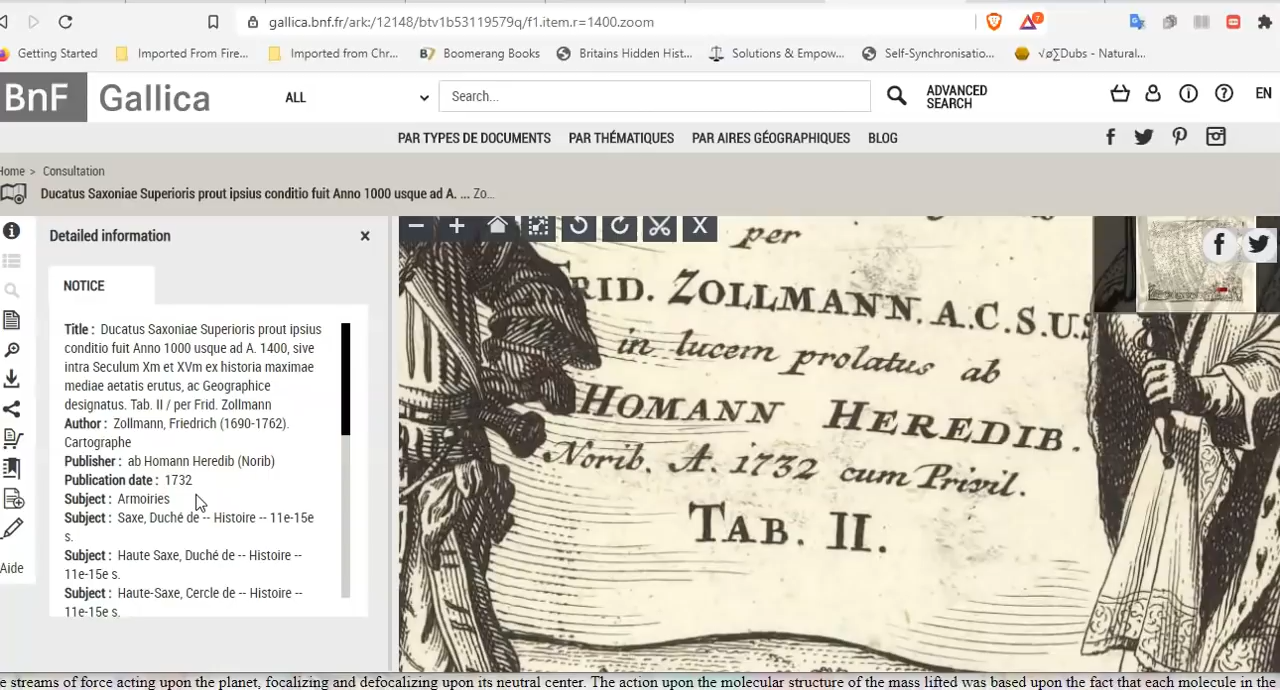 gallica.bnf.fr/ark:/12148/btv1b53119579q/f1.item.r=1400.zoom
7
Getting Started
Imported From Fire...
Imported from Chr...
Boomerang Books
Britains Hidden Hist...
Solutions & Empow...
Self-Synchronisatio...
√ø∑Dubs - Natural...
BnF Gallica
ALL
Search...
ADVANCED
SEARCH
EN
PAR TYPES DE DOCUMENTS
PAR THÉMATIQUES
PAR AIRES GÉOGRAPHIQUES
BLOG
Home > Consultation
Ducatus Saxoniae Superioris prout ipsius conditio fuit Anno 1000 usque ad A. ... Zo...
Detailed information
NOTICE
Title : Ducatus Saxoniae Superioris prout ipsius
conditio fuit Anno 1000 usque ad A. 1400, sive
intra Seculum Xm et XVm ex historia maximae
mediae aetatis erutus, ac Geographice
designatus. Tab. II / per Frid. Zollmann
Author : Zollmann, Friedrich (1690-1762).
Cartographe
Publisher : ab Homann Heredib (Norib)
Publication date : 1732
Subject : Armoiries
Subject : Saxe, Duché de -- Histoire -- 11e-15e
s.
Subject : Haute Saxe, Duché de -- Histoire --
11e-15e s.
Subject : Haute-Saxe, Cercle de -- Histoire --
11e-15e s.
Aide
per
FRID. ZOLLMANN. A.C.S.U.S
in lucem prolatus ab
HOMANN HEREDIB.
Norib. A. 1732 cum Privil.
TAB. II.
e streams of force acting upon the planet, focalizing and defocalizing upon its neutral center. The action upon the molecular structure of the mass lifted was based upon the fact that each molecule in the